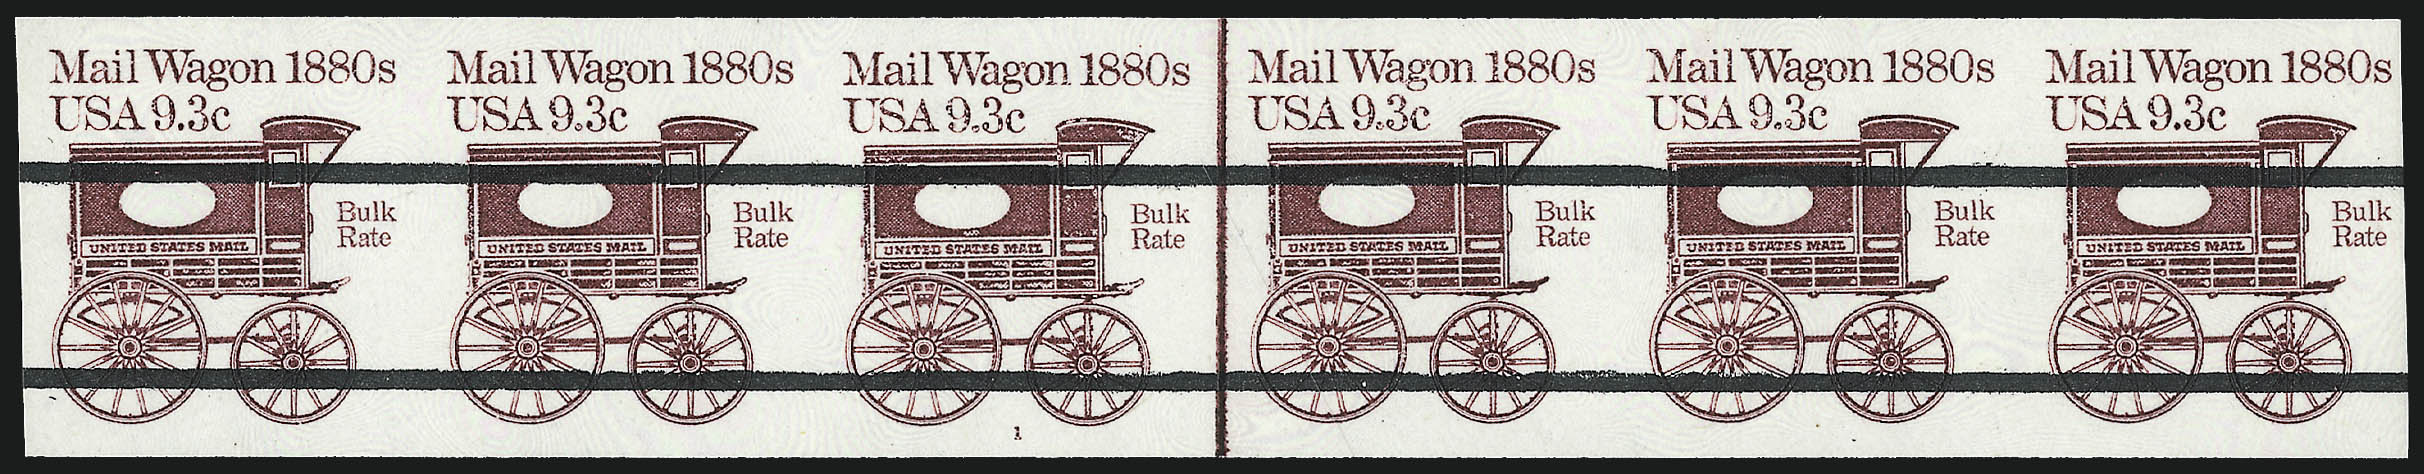 Mail Wagon 1880s
USA 9.3c
Bulk
Rate
UNITED STATES MAIL
Mail Wagon 1880s
USA 9.3c
Bulk
Rate
UNITED STATES MAIL
Mail Wagon 1880s
USA 9.3c
Bulk
Rate
UNITED STATES MAIL
1
Mail Wagon 1880s
USA 9.3c
Bulk
Rate
UNITED STATES MAIL
Mail Wagon 1880s
USA 9.3c
Bulk
Rate
UNITED STATES MAIL
Mail Wagon 1880s
USA 9.3c
Bulk
Rate
UNITED STATES MAIL